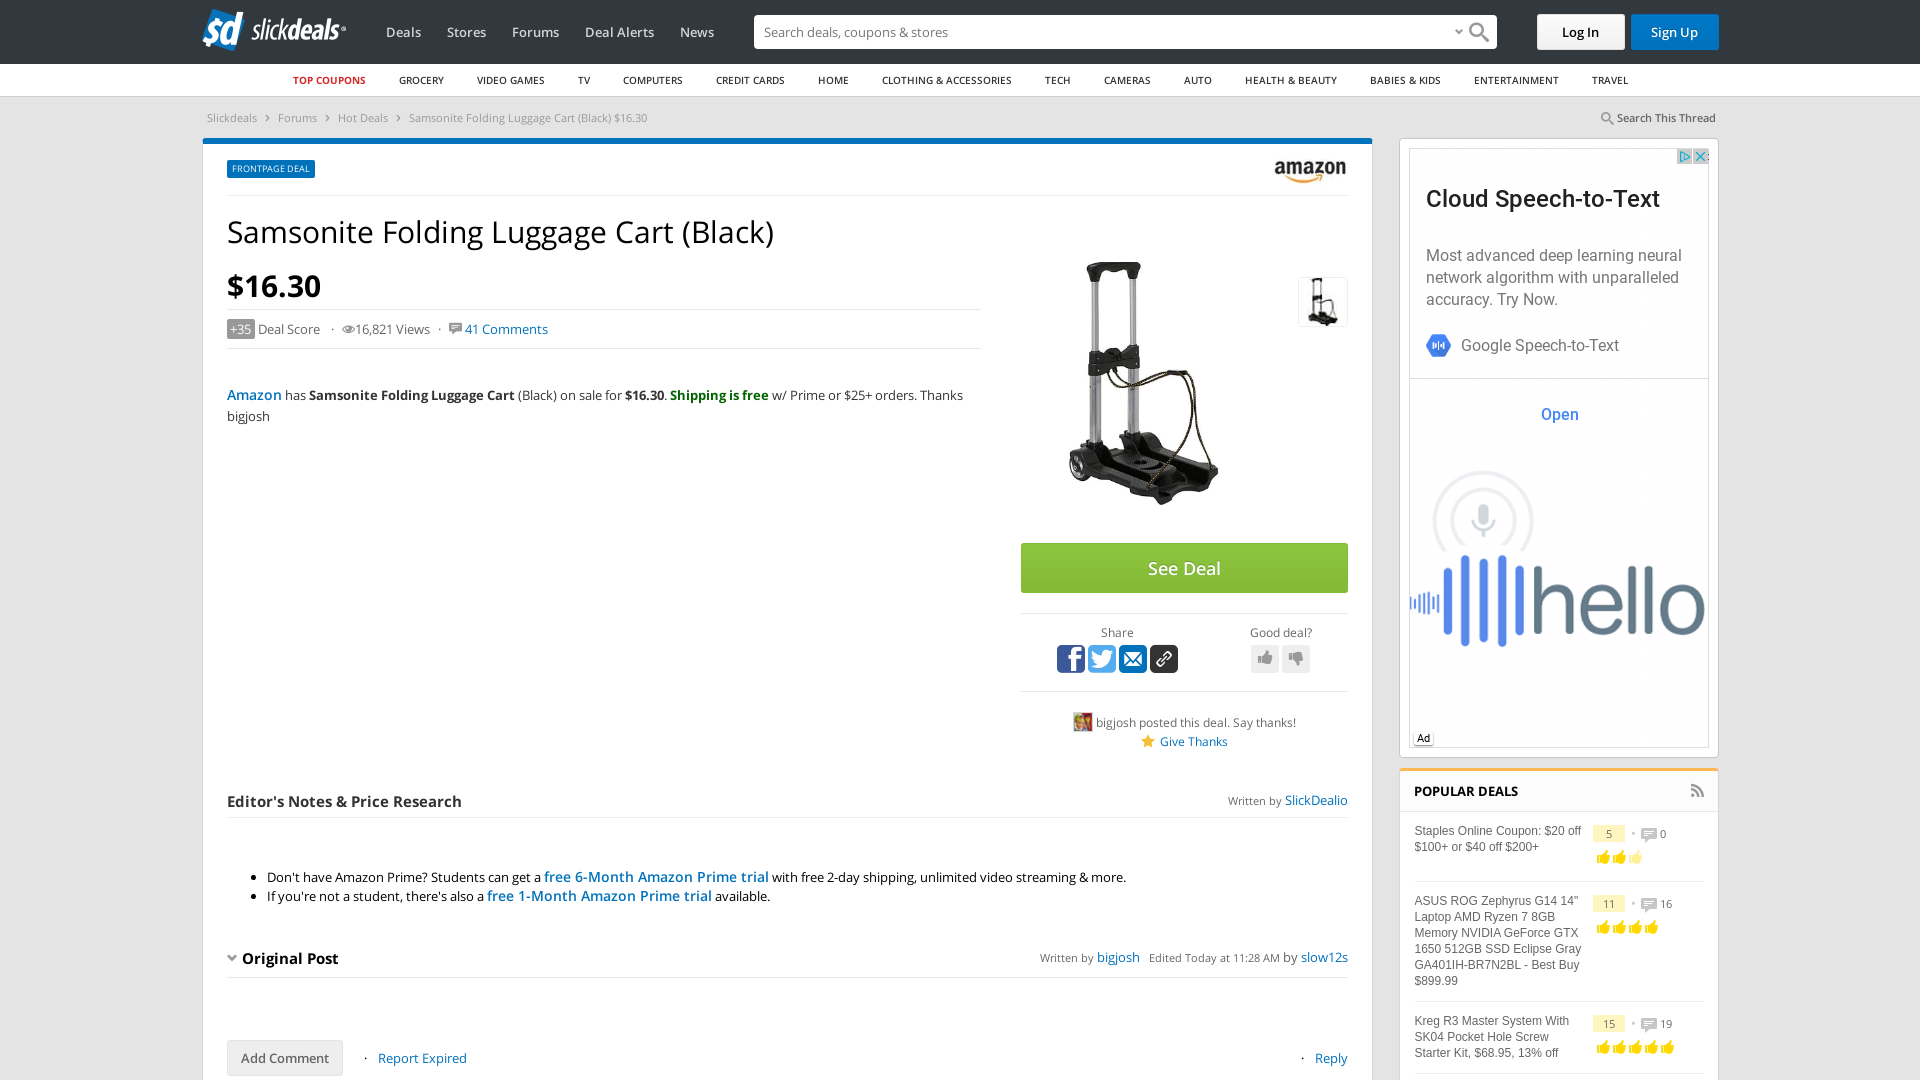 slickdeals
Deals
Stores
Forums
Deal Alerts
News
Search deals, coupons & stores
Log In
Sign Up
TOP COUPONS
GROCERY
VIDEO GAMES
TV
COMPUTERS
CREDIT CARDS
HOME
CLOTHING & ACCESSORIES
TECH
CAMERAS
AUTO
HEALTH & BEAUTY
BABIES & KIDS
ENTERTAINMENT
TRAVEL
Slickdeals › Forums › Hot Deals › Samsonite Folding Luggage Cart (Black) $16.30
Search This Thread
FRONTPAGE DEAL
amazon
Samsonite Folding Luggage Cart (Black)
$16.30
+35 Deal Score · 16,821 Views · 41 Comments
Amazon has Samsonite Folding Luggage Cart (Black) on sale for $16.30. Shipping is free w/ Prime or $25+ orders. Thanks
bigjosh
See Deal
Share
Good deal?
bigjosh posted this deal. Say thanks!
Give Thanks
Editor's Notes & Price Research
Written by SlickDealio
• Don't have Amazon Prime? Students can get a free 6-Month Amazon Prime trial with free 2-day shipping, unlimited video streaming & more.
• If you're not a student, there's also a free 1-Month Amazon Prime trial available.
Original Post
Written by bigjosh Edited Today at 11:28 AM by slow12s
Add Comment
· Report Expired
· Reply
Cloud Speech-to-Text
Most advanced deep learning neural
network algorithm with unparalleled
accuracy. Try Now.
Google Speech-to-Text
Open
hello
Ad
POPULAR DEALS
Staples Online Coupon: $20 off
$100+ or $40 off $200+
5 • 0
ASUS ROG Zephyrus G14 14"
Laptop AMD Ryzen 7 8GB
Memory NVIDIA GeForce GTX
1650 512GB SSD Eclipse Gray
GA401IH-BR7N2BL - Best Buy
$899.99
11 • 16
Kreg R3 Master System With
SK04 Pocket Hole Screw
Starter Kit, $68.95, 13% off
15 • 19